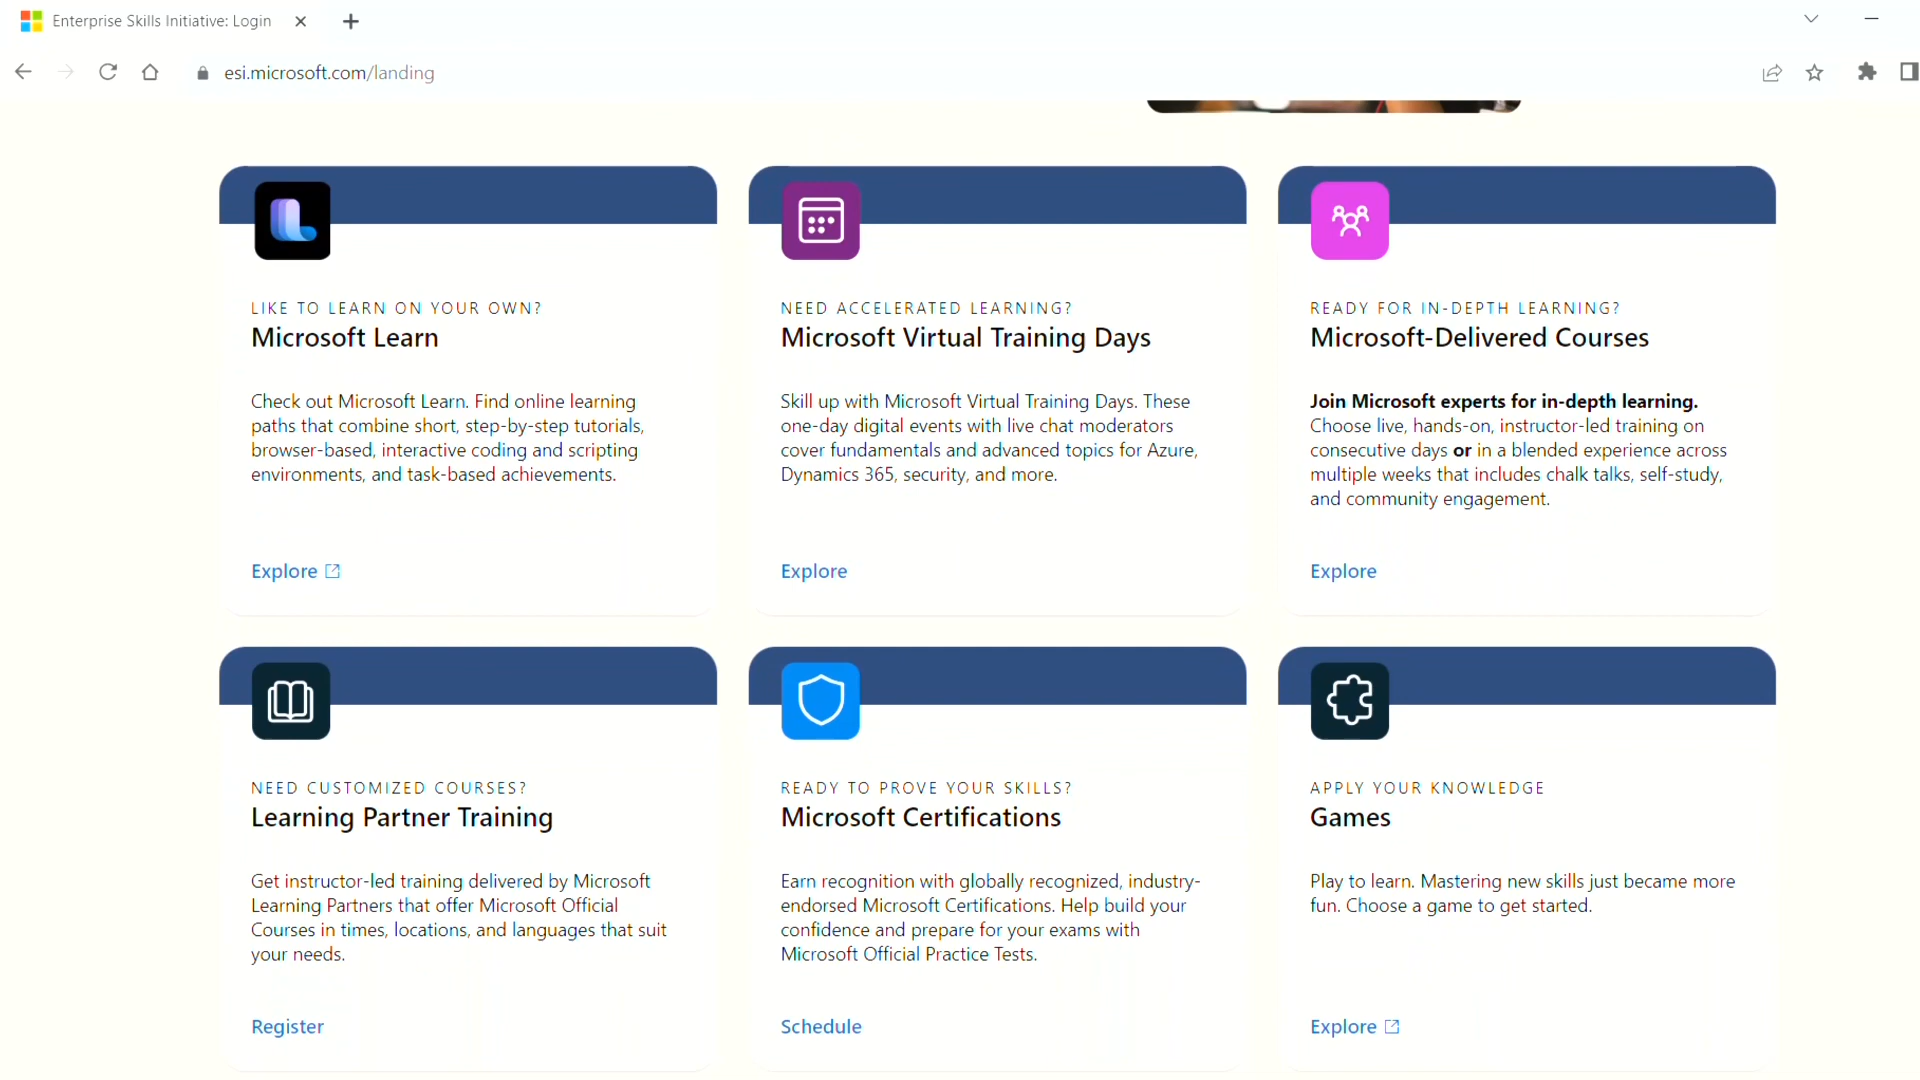 Enterprise Skills Initiative: Login
esi.microsoft.com/landing
LIKE TO LEARN ON YOUR OWN?
Microsoft Learn
Check out Microsoft Learn. Find online learning
paths that combine short, step-by-step tutorials,
browser-based, interactive coding and scripting
environments, and task-based achievements.
Explore
NEED ACCELERATED LEARNING?
Microsoft Virtual Training Days
Skill up with Microsoft Virtual Training Days. These
one-day digital events with live chat moderators
cover fundamentals and advanced topics for Azure,
Dynamics 365, security, and more.
Explore
READY FOR IN-DEPTH LEARNING?
Microsoft-Delivered Courses
Join Microsoft experts for in-depth learning.
Choose live, hands-on, instructor-led training on
consecutive days or in a blended experience across
multiple weeks that includes chalk talks, self-study,
and community engagement.
Explore
NEED CUSTOMIZED COURSES?
Learning Partner Training
Get instructor-led training delivered by Microsoft
Learning Partners that offer Microsoft Official
Courses in times, locations, and languages that suit
your needs.
Register
READY TO PROVE YOUR SKILLS?
Microsoft Certifications
Earn recognition with globally recognized, industry-
endorsed Microsoft Certifications. Help build your
confidence and prepare for your exams with
Microsoft Official Practice Tests.
Schedule
APPLY YOUR KNOWLEDGE
Games
Play to learn. Mastering new skills just became more
fun. Choose a game to get started.
Explore